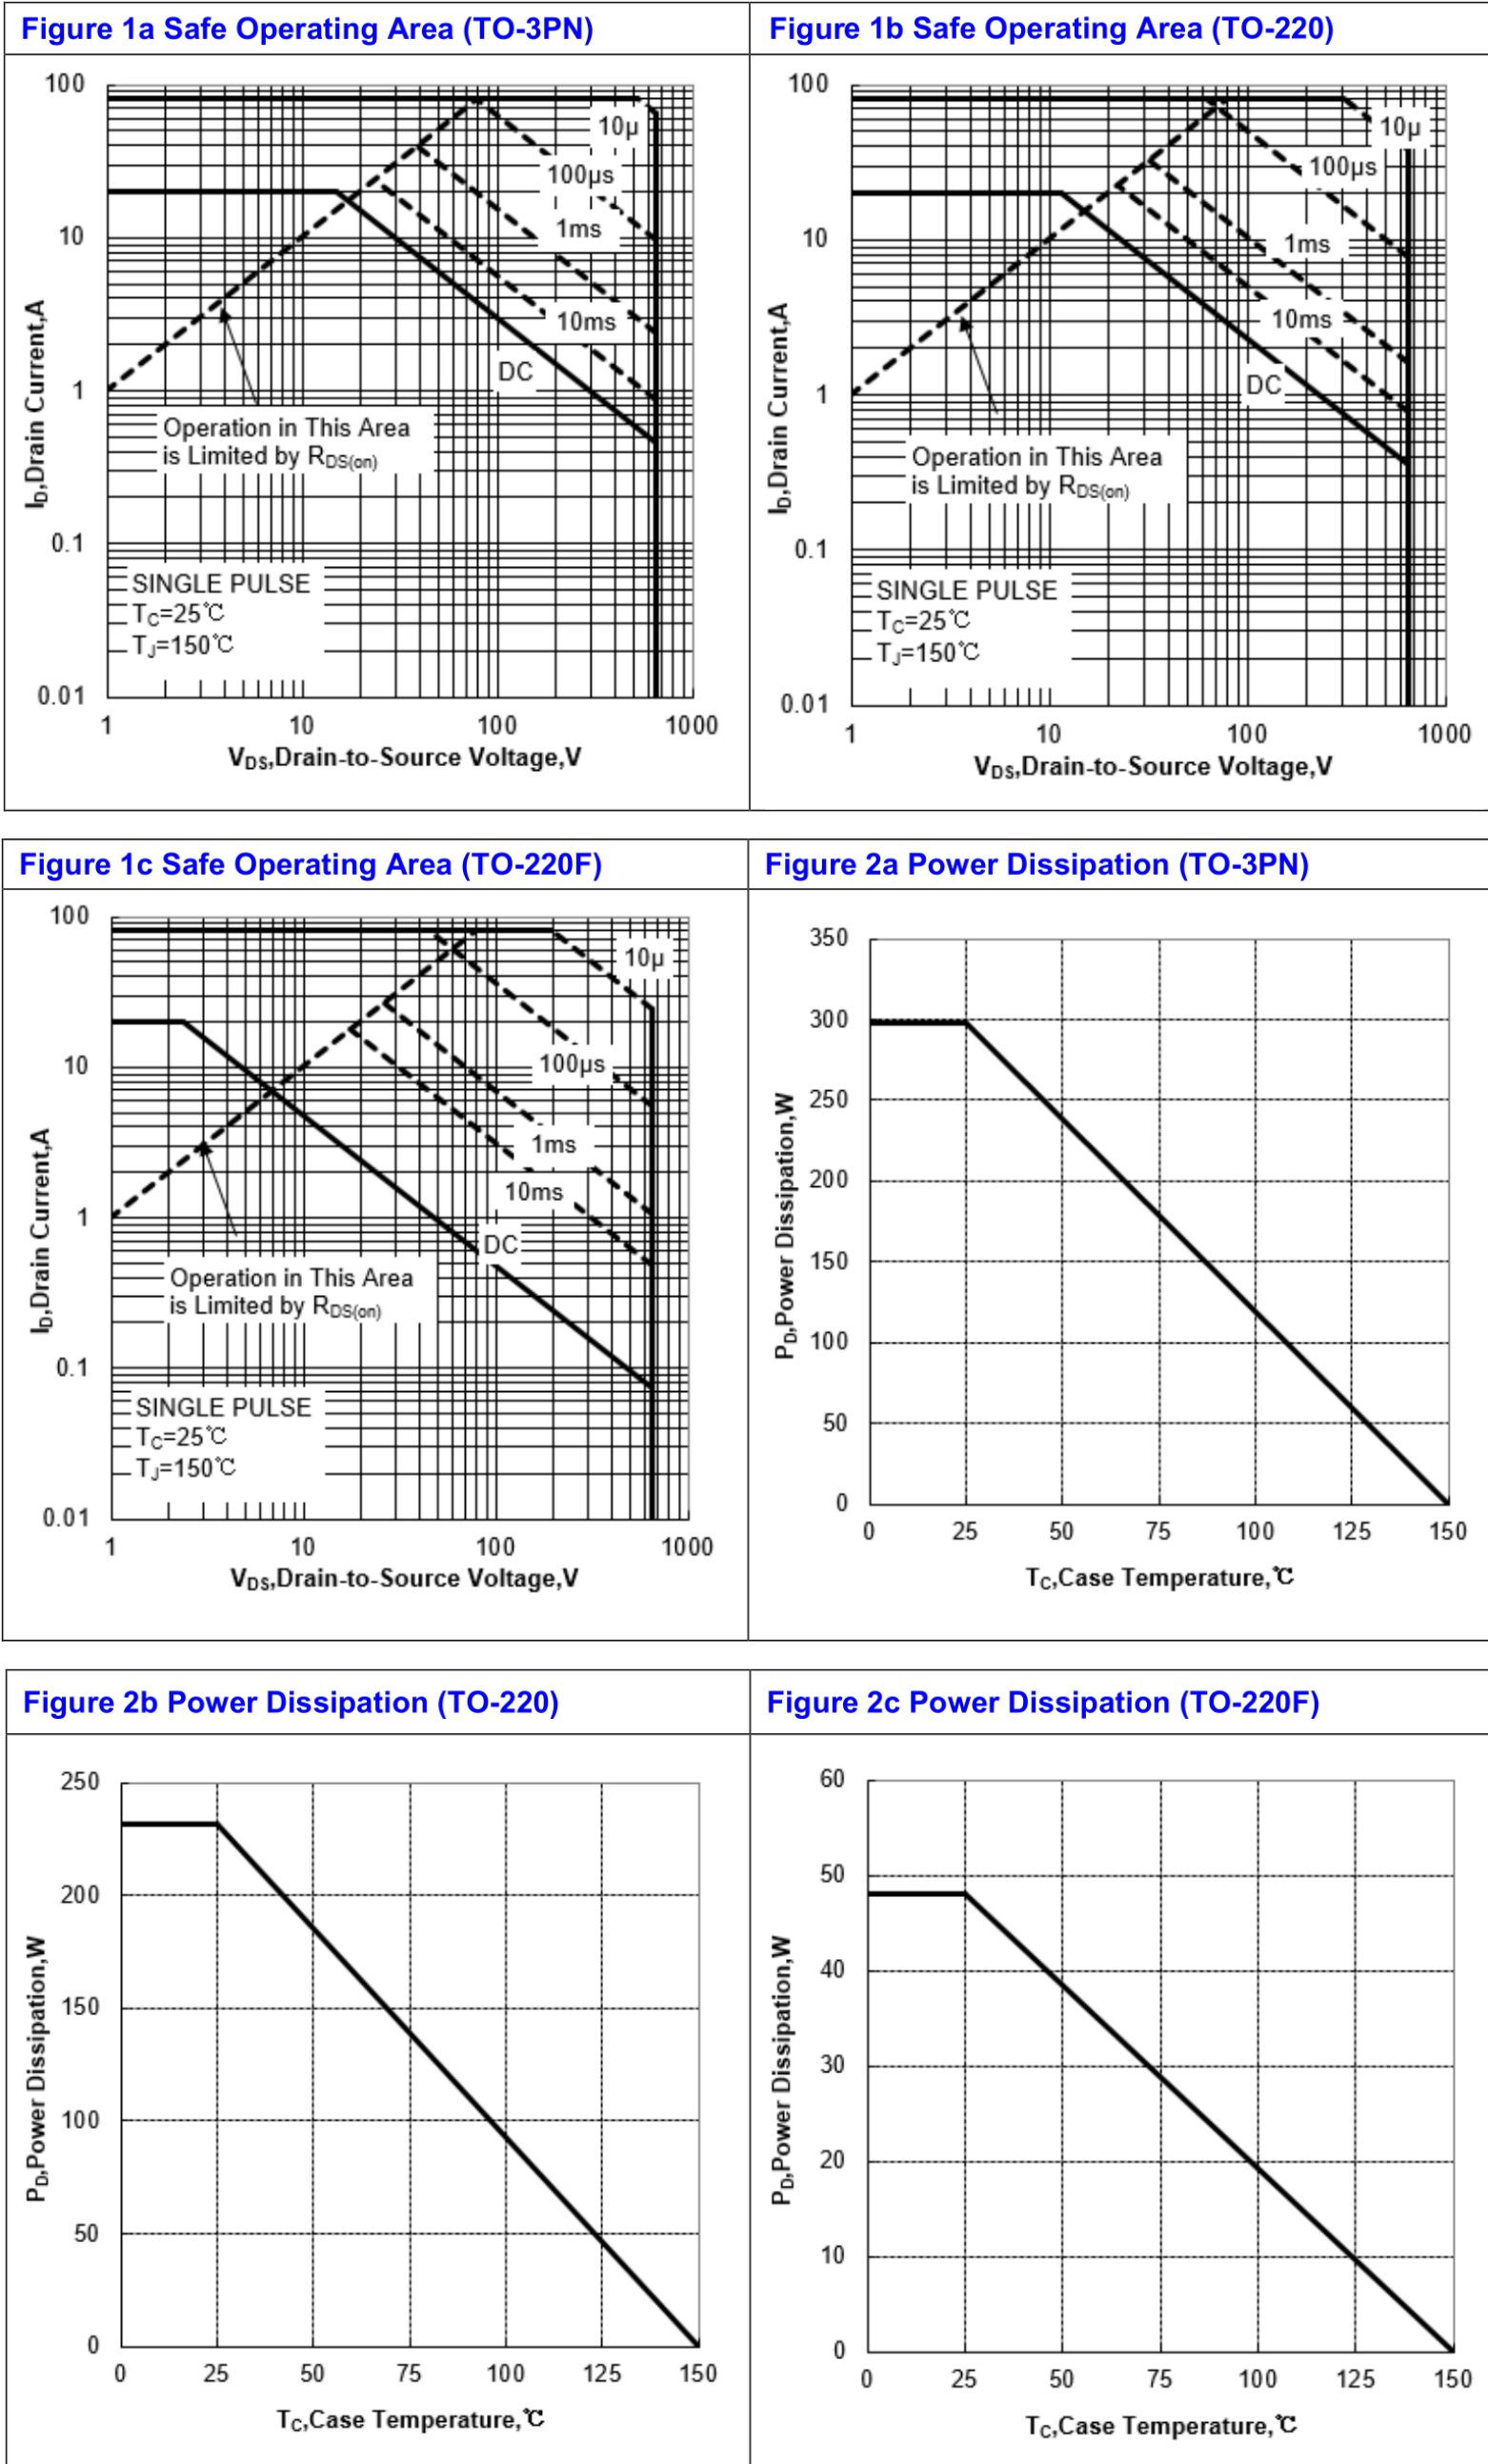 Figure 1a Safe Operating Area (TO-3PN)
Figure 1b Safe Operating Area (TO-220)
100
10
1
0.1
0.01
1
10
100
1000
ID,Drain Current,A
VDS,Drain-to-Source Voltage,V
10µ
100µs
1ms
10ms
DC
Operation in This Area
is Limited by RDS(on)
SINGLE PULSE
TC=25℃
TJ=150℃
100
10
1
0.1
0.01
1
10
100
1000
ID,Drain Current,A
VDS,Drain-to-Source Voltage,V
10µ
100µs
1ms
10ms
DC
Operation in This Area
is Limited by RDS(on)
SINGLE PULSE
TC=25℃
TJ=150℃
Figure 1c Safe Operating Area (TO-220F)
Figure 2a Power Dissipation (TO-3PN)
100
10
1
0.1
0.01
1
10
100
1000
ID,Drain Current,A
VDS,Drain-to-Source Voltage,V
10µ
100µs
1ms
10ms
DC
Operation in This Area
is Limited by RDS(on)
SINGLE PULSE
TC=25℃
TJ=150℃
350
300
250
200
150
100
50
0
0
25
50
75
100
125
150
PD,Power Dissipation,W
TC,Case Temperature,℃
Figure 2b Power Dissipation (TO-220)
Figure 2c Power Dissipation (TO-220F)
250
200
150
100
50
0
0
25
50
75
100
125
150
PD,Power Dissipation,W
TC,Case Temperature,℃
60
50
40
30
20
10
0
0
25
50
75
100
125
150
PD,Power Dissipation,W
TC,Case Temperature,℃